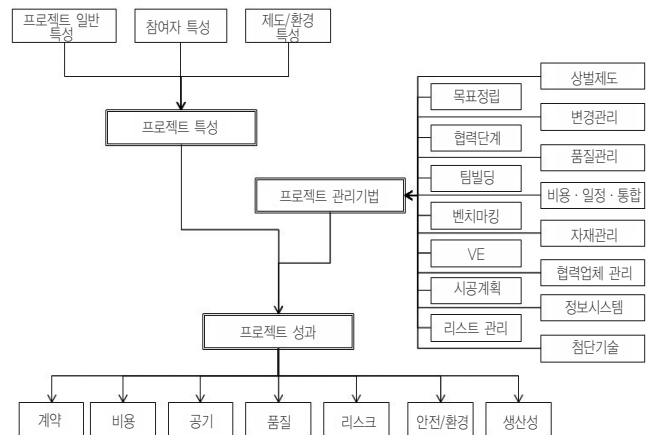 프로젝트 일반
특성
참여자 특성
제도/환경
특성
프로젝트 특성
프로젝트 관리기법
목표정립
협력단계
팀빌딩
벤치마킹
VE
시공계획
리스트 관리
상벌제도
변경관리
품질관리
비용 · 일정 · 통합
자재관리
협력업체 관리
정보시스템
첨단기술
프로젝트 성과
계약
비용
공기
품질
리스크
안전/환경
생산성